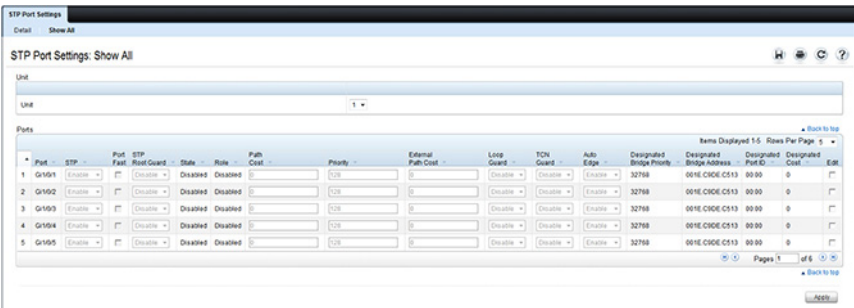 STP Port Settings
Detail Show All
STP Port Settings: Show All
Unit
Unit 1
Ports
Back to top
Items Displayed 1-5 Rows Per Page 5
Port STP Port Fast STP Root Guard State Role Path Cost Priority External Path Cost Loop Guard TCN Guard Auto Edge Designated Bridge Priority Designated Bridge Address Designated Port ID Designated Cost Edit
1 Gi1/0/1 Enable Disable Disabled Disabled 0 128 0 Disable Disable Enable 32768 001E.C9DE.C513 00:00 0
2 Gi1/0/2 Enable Disable Disabled Disabled 0 128 0 Disable Disable Enable 32768 001E.C9DE.C513 00:00 0
3 Gi1/0/3 Enable Disable Disabled Disabled 0 128 0 Disable Disable Enable 32768 001E.C9DE.C513 00:00 0
4 Gi1/0/4 Enable Disable Disabled Disabled 0 128 0 Disable Disable Enable 32768 001E.C9DE.C513 00:00 0
5 Gi1/0/5 Enable Disable Disabled Disabled 0 128 0 Disable Disable Enable 32768 001E.C9DE.C513 00:00 0
Pages 1 of 6
Back to top
Apply